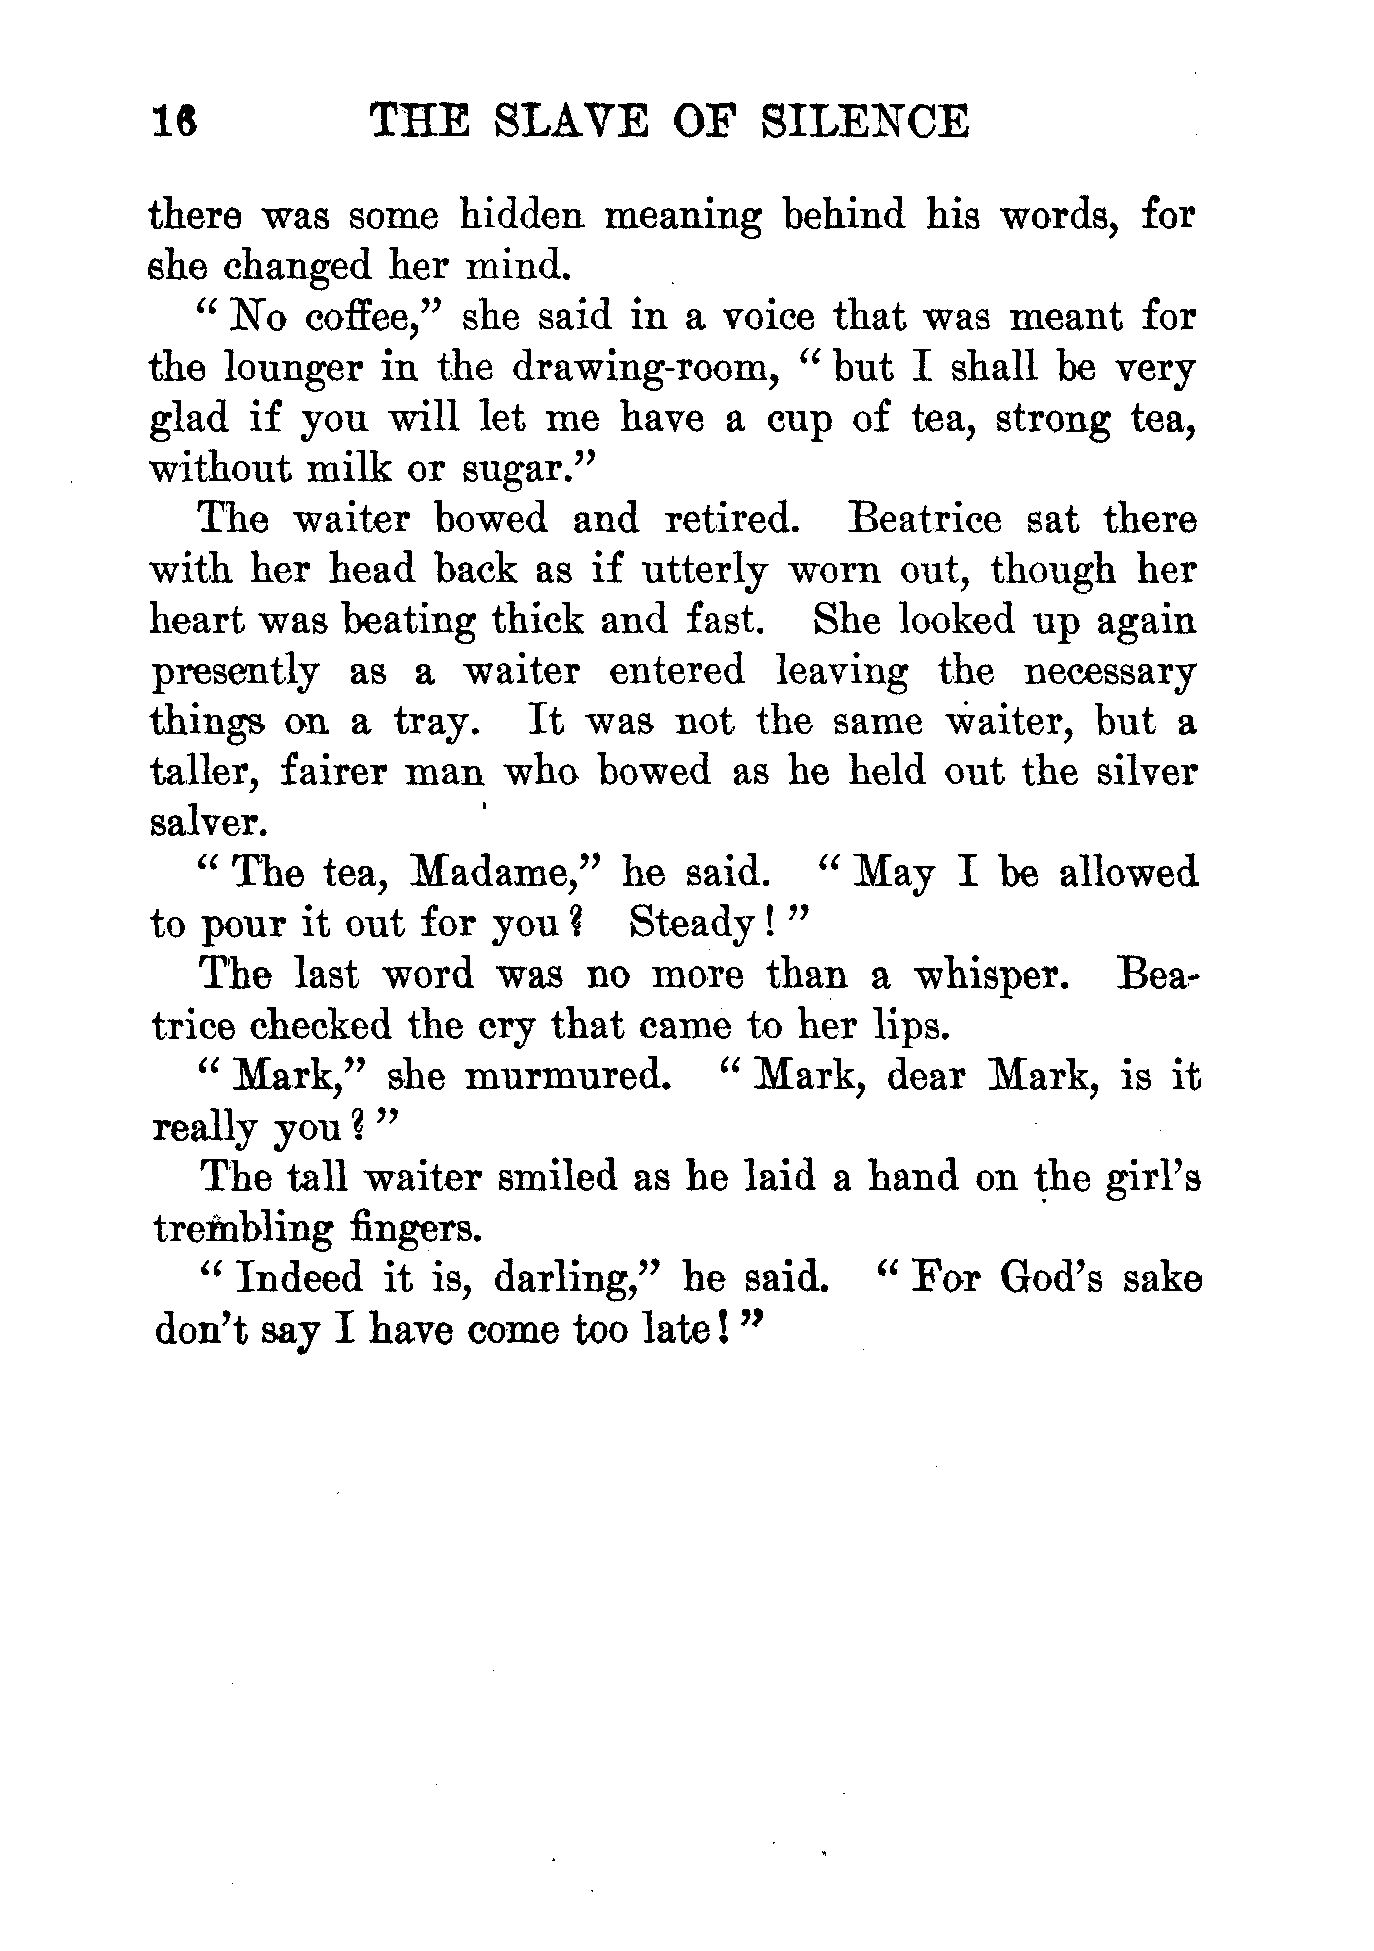 16 THE SLAVE OF SILENCE
there was some hidden meaning behind his words, for
she changed her mind.
“No coffee,” she said in a voice that was meant for
the lounger in the drawing-room, “but I shall be very
glad if you will let me have a cup of tea, strong tea,
without milk or sugar.”
The waiter bowed and retired. Beatrice sat there
with her head back as if utterly worn out, though her
heart was beating thick and fast. She looked up again
presently as a waiter entered leaving the necessary
things on a tray. It was not the same waiter, but a
taller, fairer man who bowed as he held out the silver
salver.
“The tea, Madame,” he said. “May I be allowed
to pour it out for you? Steady!”
The last word was no more than a whisper. Bea-
trice checked the cry that came to her lips.
“Mark,” she murmured. “Mark, dear Mark, is it
really you?”
The tall waiter smiled as he laid a hand on the girl’s
trembling fingers.
“Indeed it is, darling,” he said. “For God’s sake
don’t say I have come too late!”